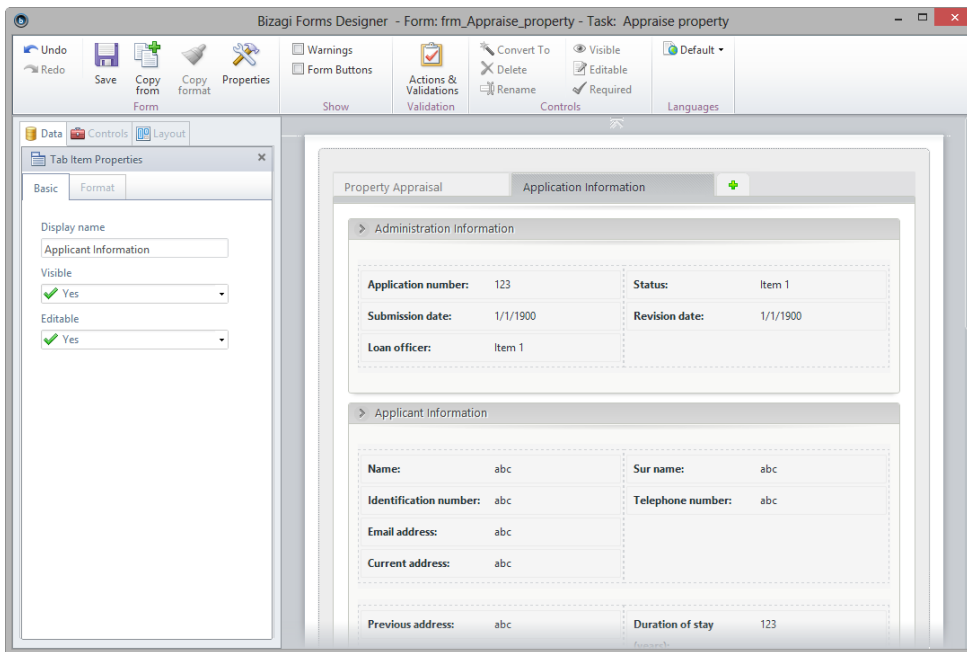 Bizagi Forms Designer - Form: frm_Appraise_property - Task: Appraise property
Undo
Redo
Save
Copy from
Copy format
Properties
Form
Warnings
Form Buttons
Show
Actions & Validations
Validation
Convert To
Delete
Rename
Visible
Editable
Required
Controls
Default
Languages
Data Controls Layout
Tab Item Properties
Basic Format
Display name
Applicant Information
Visible
Yes
Editable
Yes
Property Appraisal Application Information
Administration Information
Application number: 123 Status: Item 1
Submission date: 1/1/1900 Revision date: 1/1/1900
Loan officer: Item 1
Applicant Information
Name: abc Sur name: abc
Identification number: abc Telephone number: abc
Email address: abc
Current address: abc
Previous address: abc Duration of stay 123
(years):